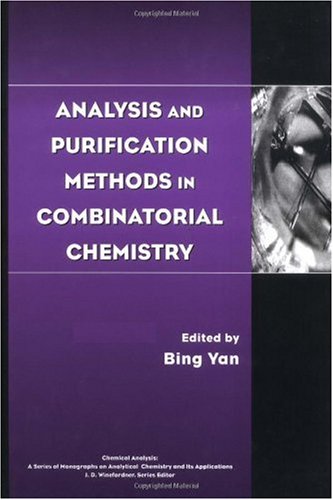 ANALYSIS AND
PURIFICATION
METHODS IN
COMBINATORIAL
CHEMISTRY
Edited by
Bing Yan
Chemical Analysis:
A Series of Monographs on Analytical Chemistry and Its Applications
J. D. Winefordner, Series Editor